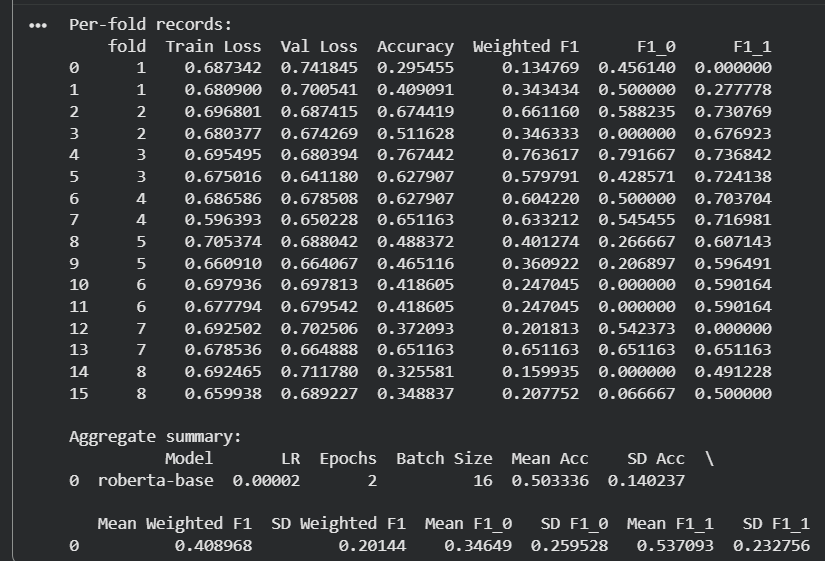 Per-fold records:
fold Train Loss Val Loss Accuracy Weighted F1 F1_0 F1_1
0 1 0.687342 0.741845 0.295455 0.134769 0.456140 0.000000
1 1 0.680900 0.700541 0.409091 0.343434 0.500000 0.277778
2 2 0.696801 0.687415 0.674419 0.661160 0.588235 0.730769
3 2 0.680377 0.674269 0.511628 0.346333 0.000000 0.676923
4 3 0.695495 0.680394 0.767442 0.763617 0.791667 0.736842
5 3 0.675016 0.641180 0.627907 0.579791 0.428571 0.724138
6 4 0.686586 0.678508 0.627907 0.604220 0.500000 0.703704
7 4 0.596393 0.650228 0.651163 0.633212 0.545455 0.716981
8 5 0.705374 0.688042 0.488372 0.401274 0.266667 0.607143
9 5 0.660910 0.664067 0.465116 0.360922 0.206897 0.596491
10 6 0.697936 0.697813 0.418605 0.247045 0.000000 0.590164
11 6 0.677794 0.679542 0.418605 0.247045 0.000000 0.590164
12 7 0.692502 0.702506 0.372093 0.201813 0.542373 0.000000
13 7 0.678536 0.664888 0.651163 0.651163 0.651163 0.651163
14 8 0.692465 0.711780 0.325581 0.159935 0.000000 0.491228
15 8 0.659938 0.689227 0.348837 0.207752 0.066667 0.500000
Aggregate summary:
Model LR Epochs Batch Size Mean Acc SD Acc \
0 roberta-base 0.00002 2 16 0.503336 0.140237
Mean Weighted F1 SD Weighted F1 Mean F1_0 SD F1_0 Mean F1_1 SD F1_1
0 0.408968 0.20144 0.34649 0.259528 0.537093 0.232756